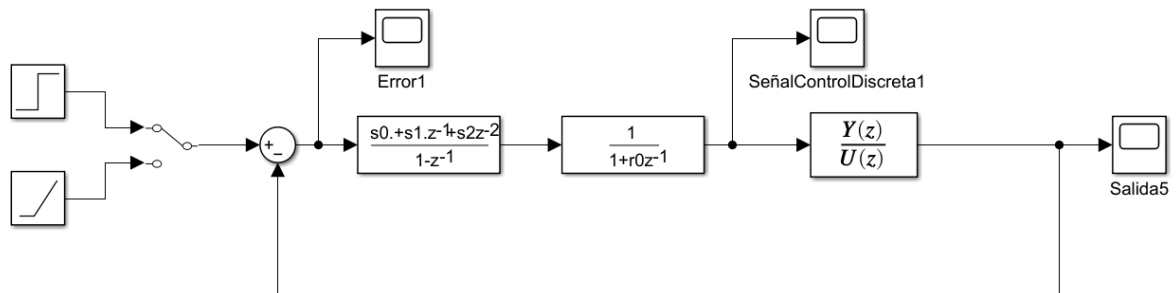 Error1
SeñalControlDiscreta1
s0.+s1.z-1+s2z-2
1-z-1
1
1+r0z-1
Y(z)
U(z)
+
−
Salida5